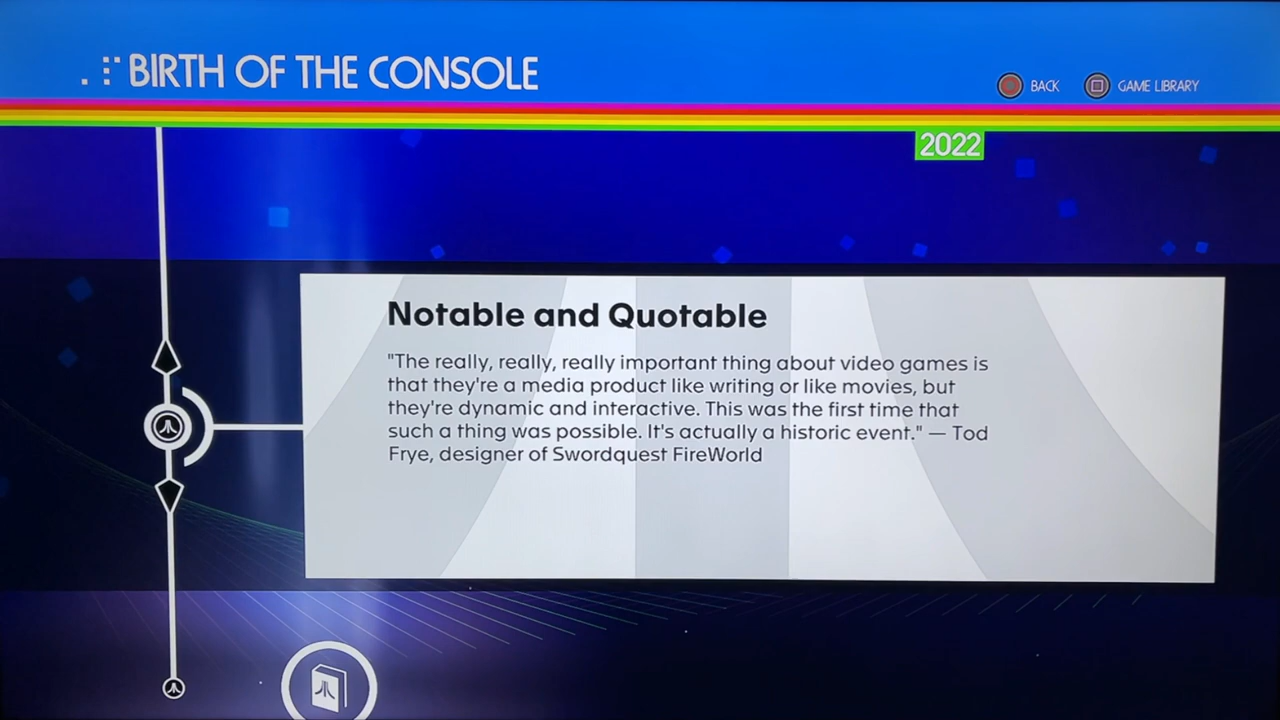 BIRTH OF THE CONSOLE
BACK
GAME LIBRARY
2022
Notable and Quotable
"The really, really, really important thing about video games is
that they're a media product like writing or like movies, but
they're dynamic and interactive. This was the first time that
such a thing was possible. It's actually a historic event." — Tod
Frye, designer of Swordquest FireWorld